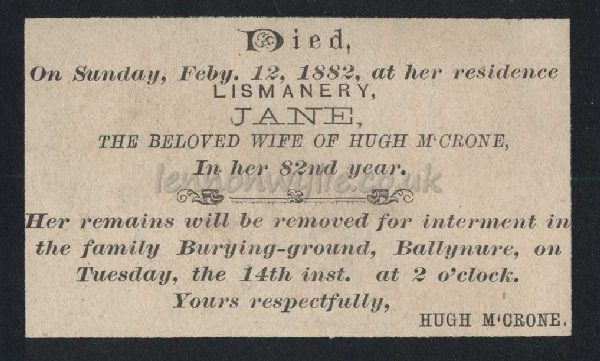 Died,
On Sunday, Feby. 12, 1882, at her residence
LISMANERY,
JANE,
THE BELOVED WIFE OF HUGH M'CRONE,
In her 82nd year.
lennonwylie.co.uk
Her remains will be removed for interment in
the family Burying-ground, Ballynure, on
Tuesday, the 14th inst. at 2 o'clock.
Yours respectfully,
HUGH M'CRONE.